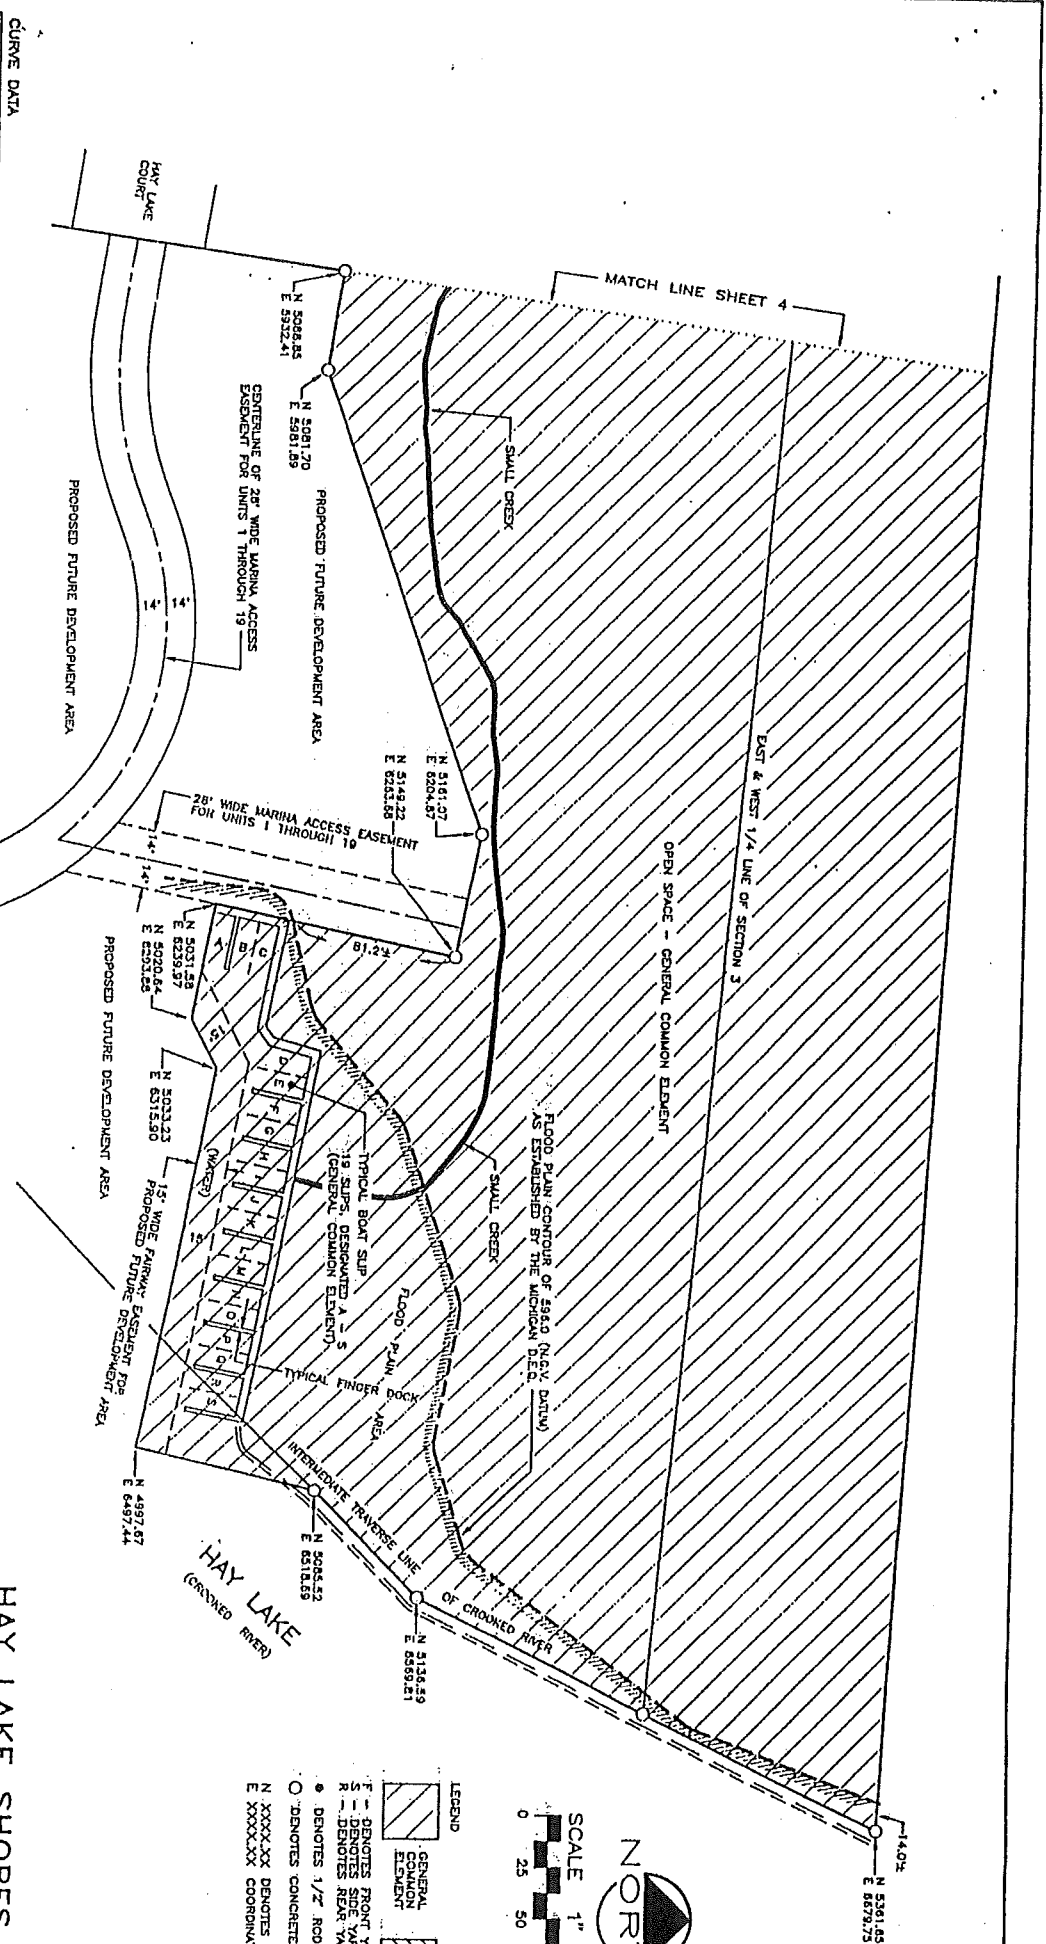 CURVE DATA
HAY LAKE
COURT
MATCH LINE SHEET 4
N 5088.85
E 5932.41
N 5081.70
E 5981.89
SMALL CREEK
CENTERLINE OF 28' WIDE MARINA ACCESS
EASEMENT FOR UNITS 1 THROUGH 19
PROPOSED FUTURE DEVELOPMENT AREA
14' 14'
PROPOSED FUTURE DEVELOPMENT AREA
EAST & WEST 1/4 LINE OF SECTION 3
OPEN SPACE - GENERAL COMMON ELEMENT
N 5161.07
E 6204.87
N 5149.22
E 6263.68
28' WIDE MARINA ACCESS EASEMENT
FOR UNITS 1 THROUGH 19
14' 14'
81.2'±
N 5031.58
E 6239.97
N 5020.64
E 6293.68
A B C
15'
D E F G H I J K L M N O P Q R S
PROPOSED FUTURE DEVELOPMENT AREA
N 5033.23
E 6315.90
(WATER)
15'
15' WIDE FAIRWAY EASEMENT FOR
PROPOSED FUTURE DEVELOPMENT AREA
TYPICAL BOAT SLIP
19 SLIPS, DESIGNATED A - S
(GENERAL COMMON ELEMENT)
SMALL CREEK
FLOOD PLAIN CONTOUR OF 596.0 (N.G.V. DATUM)
AS ESTABLISHED BY THE MICHIGAN D.E.Q.
FLOOD PLAIN AREA
TYPICAL FINGER DOCK
INTERMEDIATE TRAVERSE LINE
OF CROOKED RIVER
N 4997.67
E 6497.44
N 5085.52
E 6518.69
HAY LAKE
(CROOKED RIVER)
N 5136.59
E 6569.81
14.0'±
N 5361.85
E 6679.75
NOR
SCALE 1"
0 25 50
LEGEND
GENERAL
COMMON
ELEMENT
F - DENOTES FRONT Y
S - DENOTES SIDE YAR
R - DENOTES REAR YA
DENOTES 1/2" ROD
DENOTES CONCRETE
N XXXX.XX DENOTES
E XXXX.XX COORDINA
HAY LAKE SHORES